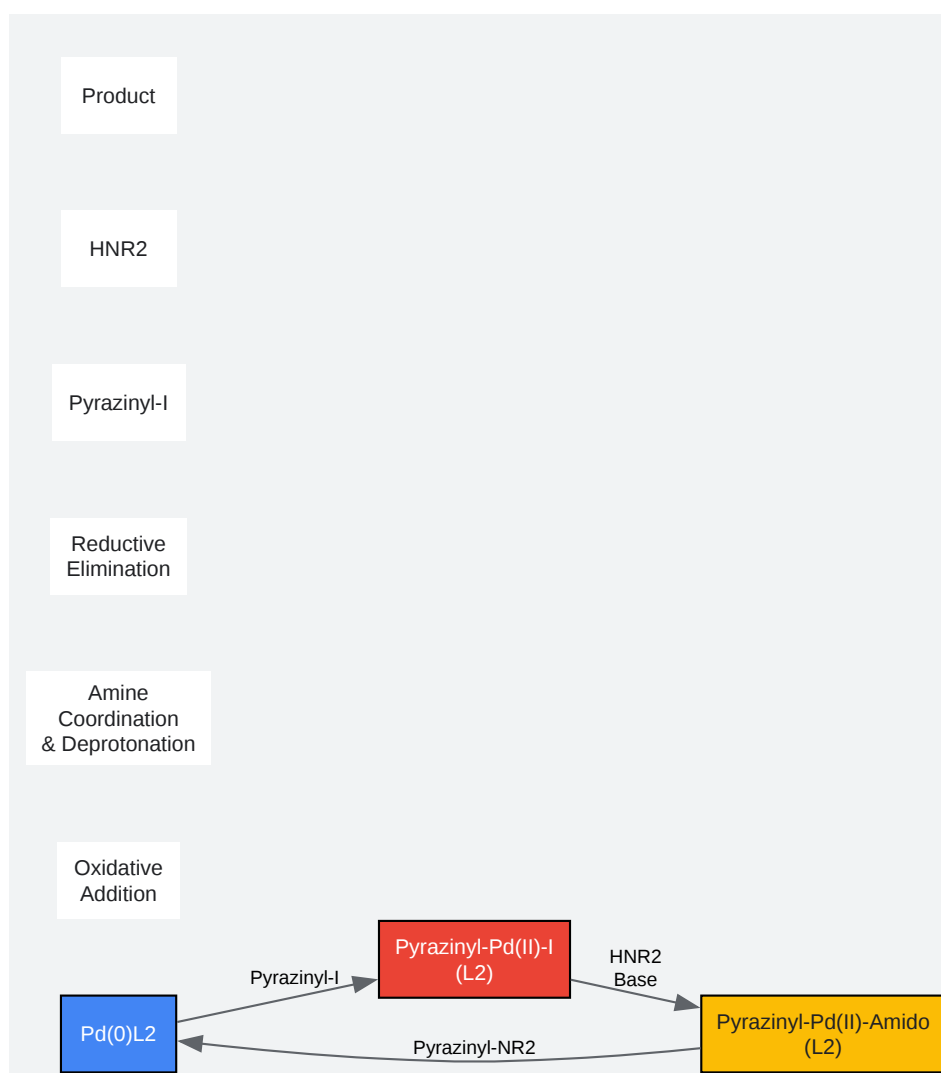 Product
HNR2
Pyrazinyl-I
Reductive
Elimination
Amine
Coordination
& Deprotonation
Oxidative
Addition
Pyrazinyl-Pd(II)-I
(L2)
HNR2
Base
Pyrazinyl-I
Pd(0)L2
Pyrazinyl-NR2
Pyrazinyl-Pd(II)-Amido
(L2)